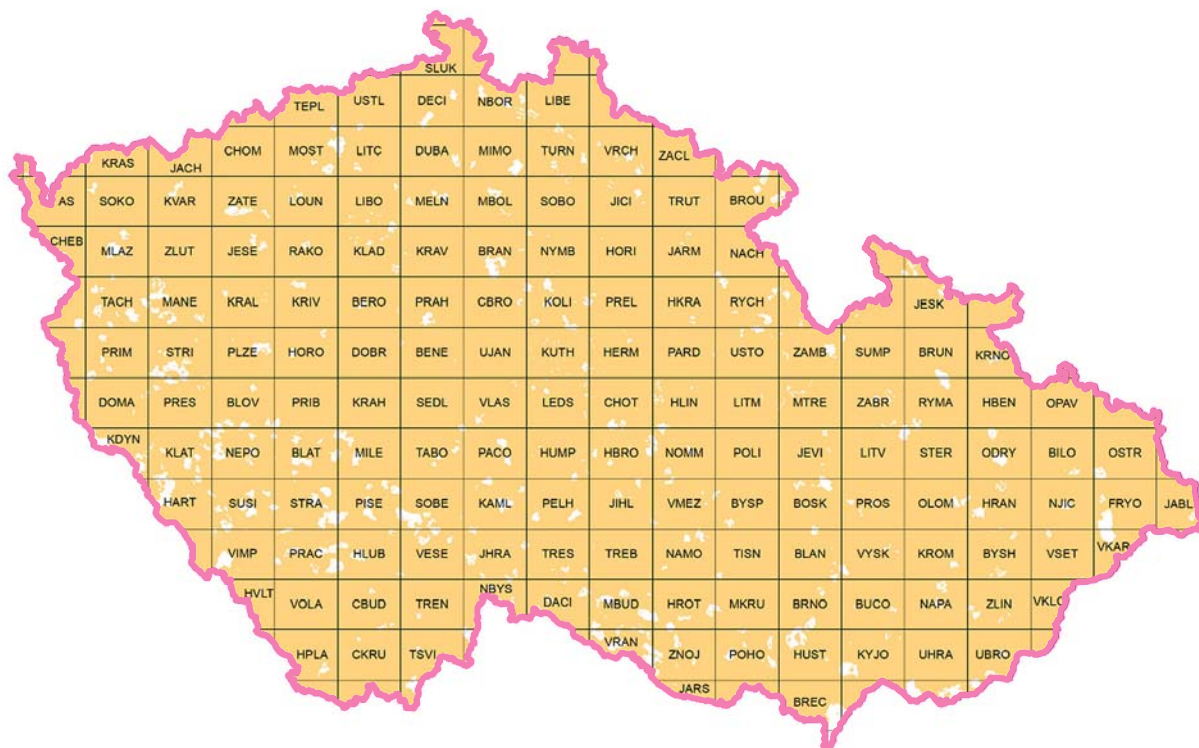 SLUK
TEPL USTL DECI NBOR LIBE
KRAS JACH CHOM MOST LITC DUBA MIMO TURN VRCH ZACL
AS SOKO KVAR ZATE LOUN LIBO MELN MBOL SOBO JICI TRUT BROU
CHEB MLAZ ZLUT JESE RAKO KLAD KRAV BRAN NYMB HORI JARM NACH
TACH MANE KRAL KRIV BERO PRAH CBRO KOLI PREL HKRA RYCH JESK
PRIM STRI PLZE HORO DOBR BENE UJAN KUTH HERM PARD USTO ZAMB SUMP BRUN KRNO
DOMA PRES BLOV PRIB KRAH SEDL VLAS LEDS CHOT HLIN LITM MTRE ZABR RYMA HBEN OPAV
KDYN KLAT NEPO BLAT MILE TABO PACO HUMP HBRO NOMM POLI JEVI LITV STER ODRY BILO OSTR
HART SUSI STRA PISE SOBE KAML PELH JIHL VMEZ BYSP BOSK PROS OLOM HRAN NJIC FRYO JABL
VIMP PRAC HLUB VESE JHRA TRES TREB NAMO TISN BLAN VYSK KROM BYSH VSET VKAR
HVLT VOLA CBUD TREN NBYS DACI MBUD HROT MKRU BRNO BUCO NAPA ZLIN VKLO
HPLA CKRU TSVI VRAN ZNOJ POHO HUST KYJO UHRA UBRO
JARS BREC